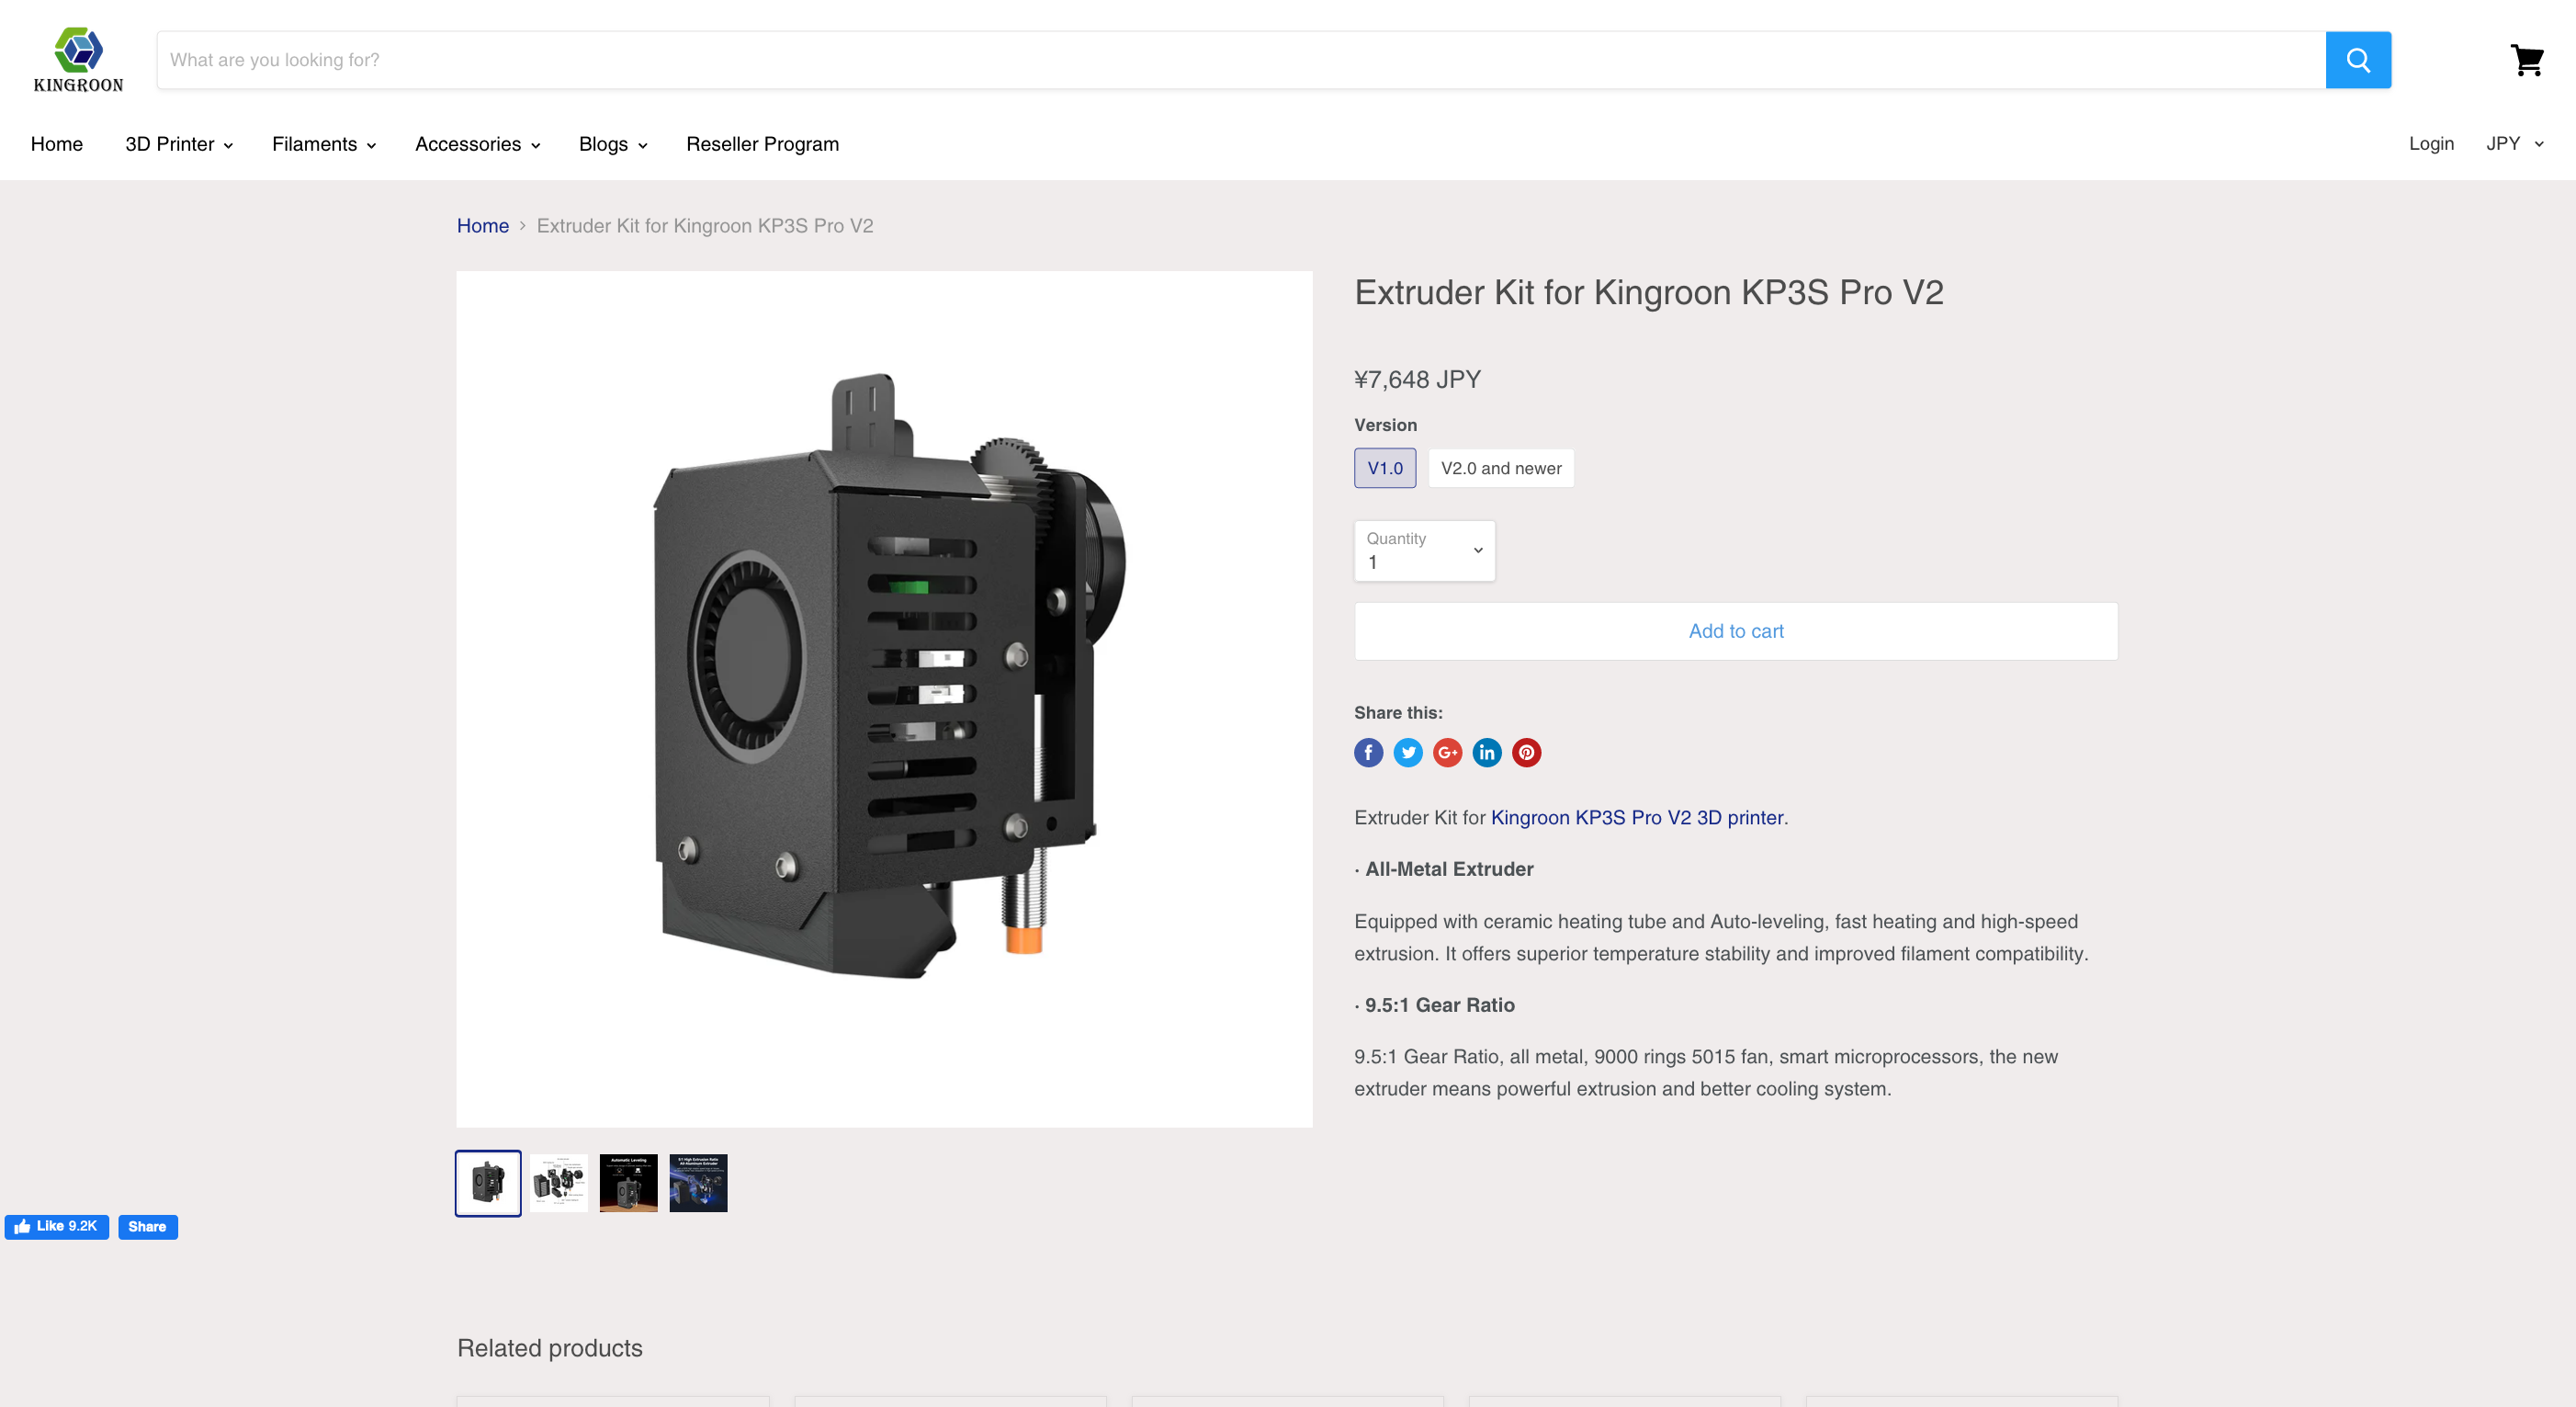 KINGROON
What are you looking for?
Home 3D Printer Filaments Accessories Blogs Reseller Program Login JPY
Home > Extruder Kit for Kingroon KP3S Pro V2
Extruder Kit for Kingroon KP3S Pro V2
¥7,648 JPY
Version
V1.0 V2.0 and newer
Quantity
1
Add to cart
Share this:
Extruder Kit for Kingroon KP3S Pro V2 3D printer.
· All-Metal Extruder
Equipped with ceramic heating tube and Auto-leveling, fast heating and high-speed
extrusion. It offers superior temperature stability and improved filament compatibility.
· 9.5:1 Gear Ratio
9.5:1 Gear Ratio, all metal, 9000 rings 5015 fan, smart microprocessors, the new
extruder means powerful extrusion and better cooling system.
Automatic Leveling
Like 9.2K Share
Related products